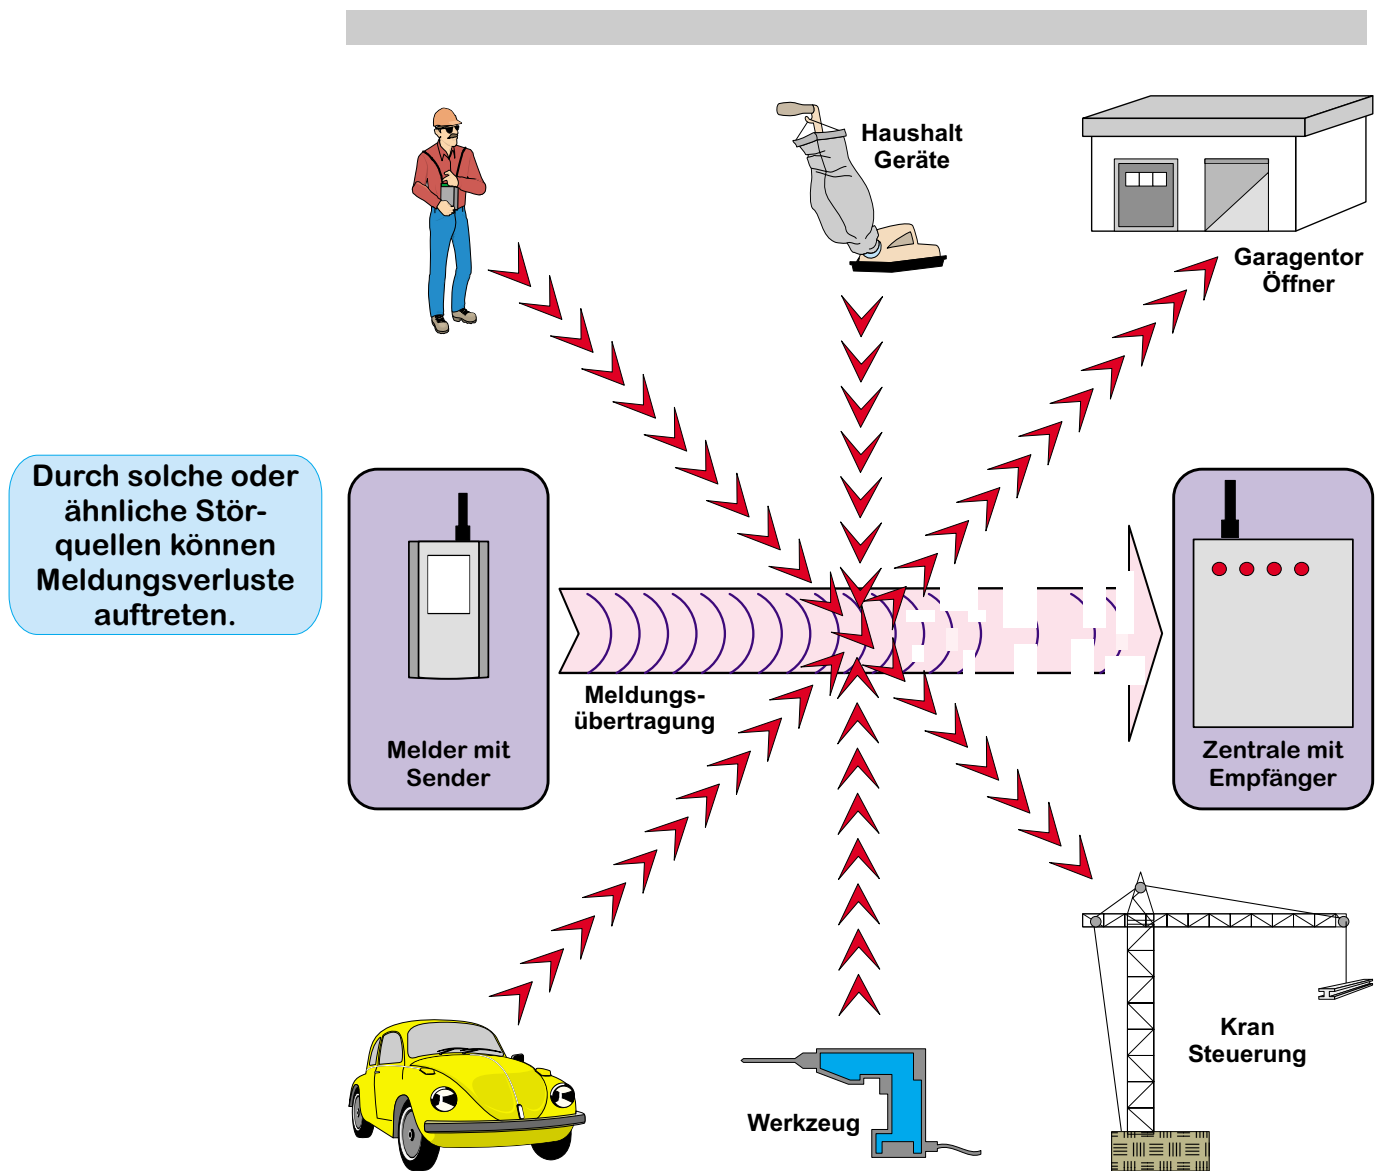 Haushalt
Geräte
Garagentor
Öffner
Durch solche oder
ähnliche Stör-
quellen können
Meldungsverluste
auftreten.
Melder mit
Sender
Meldungs-
übertragung
Zentrale mit
Empfänger
Kran
Steuerung
Werkzeug